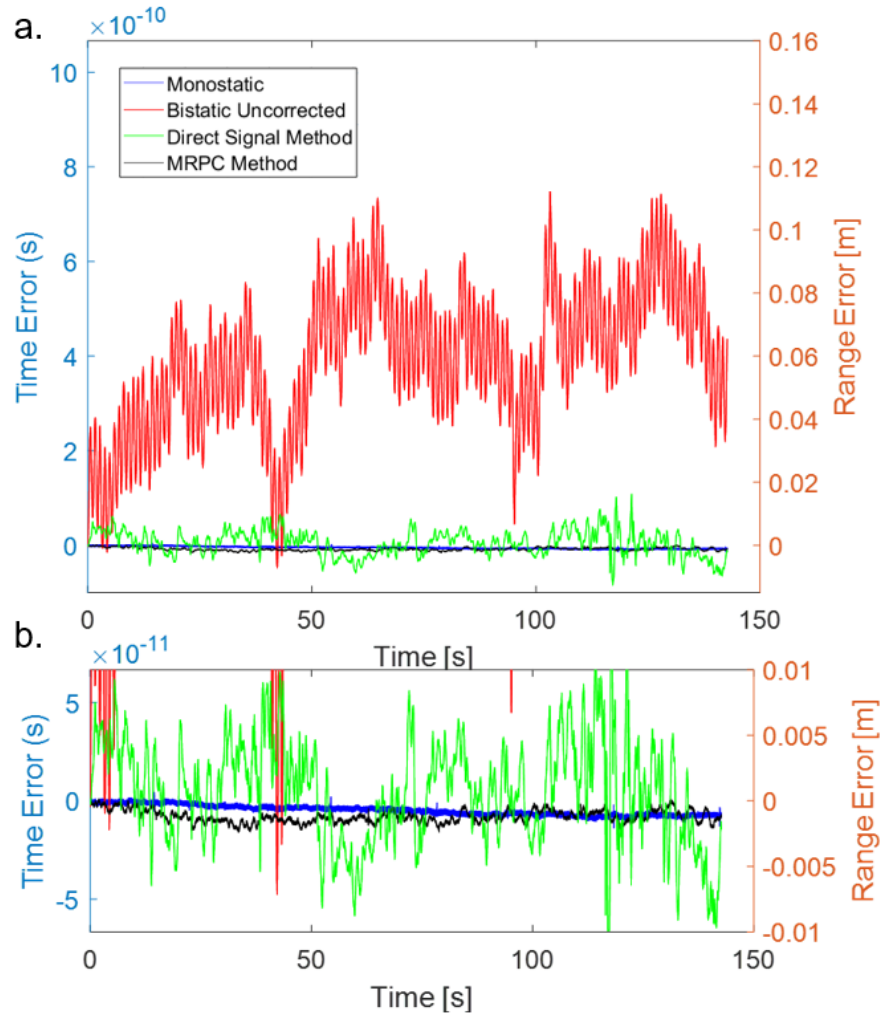 a.
×10^-10
10
8
6
4
2
0
Time Error (s)
Monostatic
Bistatic Uncorrected
Direct Signal Method
MRPC Method
0.16
0.14
0.12
0.1
0.08
0.06
0.04
0.02
0
Range Error [m]
0
50
100
150
Time [s]
b.
×10^-11
5
0
-5
Time Error (s)
0.01
0.005
0
-0.005
-0.01
Range Error [m]
0
50
100
150
Time [s]